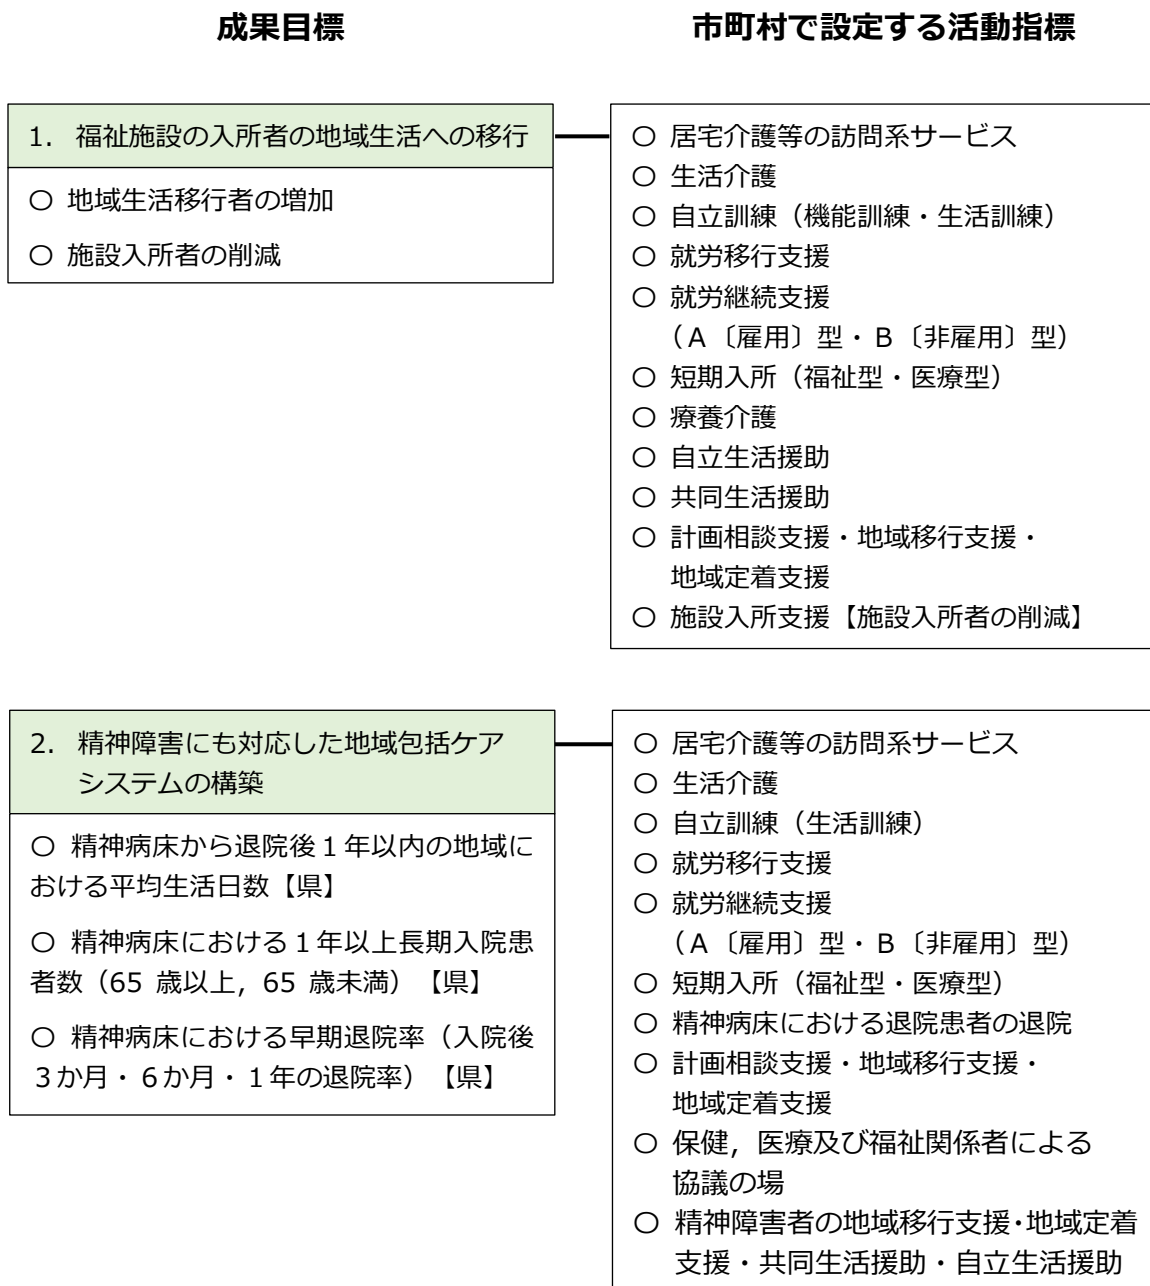 成果目標
市町村で設定する活動指標
1. 福祉施設の入所者の地域生活への移行
○ 地域生活移行者の増加
○ 施設入所者の削減
○ 居宅介護等の訪問系サービス
○ 生活介護
○ 自立訓練（機能訓練・生活訓練）
○ 就労移行支援
○ 就労継続支援
（Ａ〔雇用〕型・Ｂ〔非雇用〕型）
○ 短期入所（福祉型・医療型）
○ 療養介護
○ 自立生活援助
○ 共同生活援助
○ 計画相談支援・地域移行支援・
地域定着支援
○ 施設入所支援【施設入所者の削減】
2. 精神障害にも対応した地域包括ケア
システムの構築
○ 精神病床から退院後１年以内の地域に
おける平均生活日数【県】
○ 精神病床における１年以上長期入院患
者数（65 歳以上，65 歳未満）【県】
○ 精神病床における早期退院率（入院後
３か月・６か月・１年の退院率）【県】
○ 居宅介護等の訪問系サービス
○ 生活介護
○ 自立訓練（生活訓練）
○ 就労移行支援
○ 就労継続支援
（Ａ〔雇用〕型・Ｂ〔非雇用〕型）
○ 短期入所（福祉型・医療型）
○ 精神病床における退院患者の退院
○ 計画相談支援・地域移行支援・
地域定着支援
○ 保健，医療及び福祉関係者による
協議の場
○ 精神障害者の地域移行支援・地域定着
支援・共同生活援助・自立生活援助